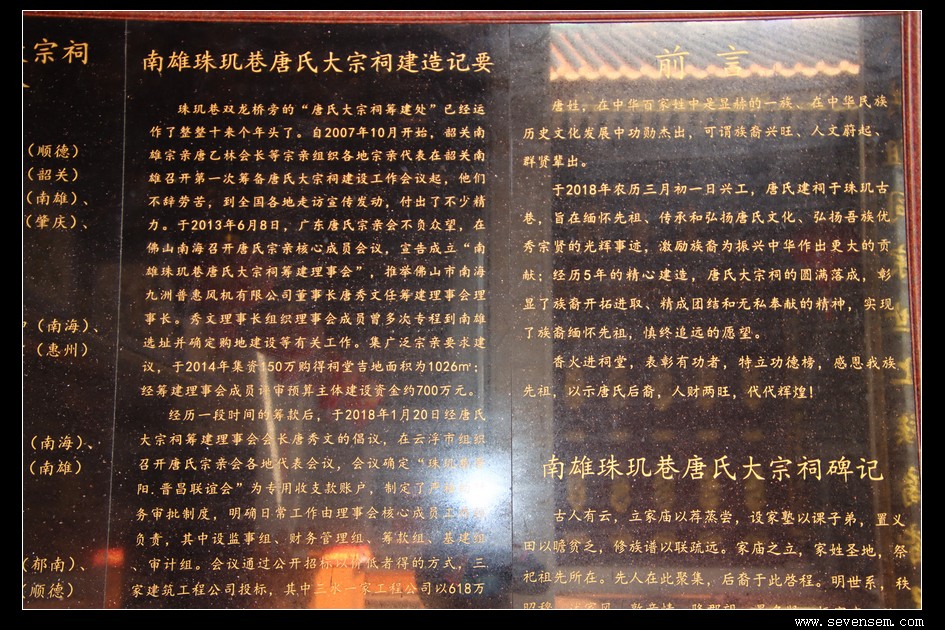 宗祠
（顺德）
（韶关）
（南雄）、
（肇庆）、
（南海）、
（惠州）
（南海）、
（南雄）
（郁南）、
（顺德）
南雄珠玑巷唐氏大宗祠建造记要
珠玑巷双龙桥旁的“唐氏大宗祠筹建处”已经运
作了整整十来个年头了。自2007年10月开始，韶关南
雄宗亲唐乙林会长等宗亲组织各地宗亲代表在韶关南
雄召开第一次筹备唐氏大宗祠建设工作会议起，他们
不辞劳苦，到全国各地走访宣传发动，付出了不少精
力。于2013年6月8日，广东唐氏宗亲会不负众望，在
佛山南海召开唐氏宗亲核心成员会议，宣告成立“南
雄珠玑巷唐氏大宗祠筹建理事会”，推举佛山市南海
九洲普惠风机有限公司董事长唐秀文任筹建理事会理
事长。秀文理事长组织理事会成员曾多次专程到南雄
选址并确定购地建设等有关工作。集广泛宗亲要求建
议，于2014年集资150万购得祠堂吉地面积为1026㎡；
经筹建理事会成员评审预算主体建设资金约700万元。
经历一段时间的筹款后，于2018年1月20日经唐氏
大宗祠筹建理事会会长唐秀文的倡议，在云浮市组织
召开唐氏宗亲会各地代表会议，会议确定“珠玑
阳.晋昌联谊会”为专用收支款账户，制定了严
务审批制度，明确日常工作由理事会核心成员
负责，其中设监事组、财务管理组、筹款组、基建组
、审计组。会议通过公开招标以价低者得的方式，三
家建筑工程公司投标，其中三水一家工程公司以618万
前言
唐姓，在中华百家姓中是显赫的一族、在中华民族
历史文化发展中功勋杰出，可谓族裔兴旺、人文蔚起、
群贤辈出。
于2018年农历三月初一日兴工，唐氏建祠于珠玑古
巷，旨在缅怀先祖、传承和弘扬唐氏文化、弘扬吾族优
秀宗贤的光辉事迹，激励族裔为振兴中华作出更大的贡
献；经历5年的精心建造，唐氏大宗祠的圆满落成，彰
显了族裔开拓进取、精成团结和无私奉献的精神，实现
了族裔缅怀先祖，慎终追远的愿望。
香火进祠堂，表彰有功者，特立功德榜，感恩我族
先祖，以示唐氏后裔，人财两旺，代代辉煌！
南雄珠玑巷唐氏大宗祠碑记
古人有云，立家庙以荐蒸尝，设家塾以课子弟，置义
田以赡贫乏，修族谱以联疏远。家庙之立，家姓圣地，祭
祀祖先所在。先人在此聚集，后裔于此启程。明世系，秩
www.sevensem.com